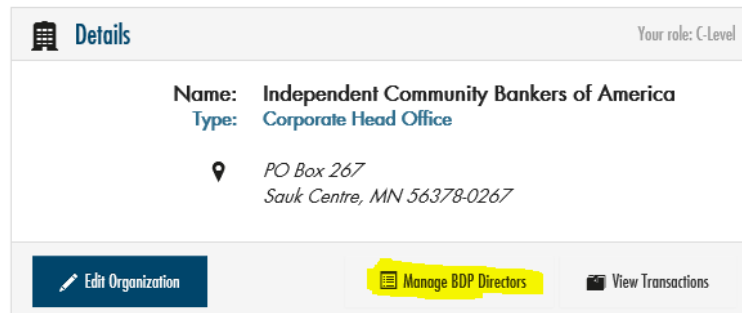 Details
Your role: C-Level
Name: Independent Community Bankers of America
Type: Corporate Head Office
PO Box 267
Sauk Centre, MN 56378-0267
Edit Organization
Manage BDP Directors
View Transactions